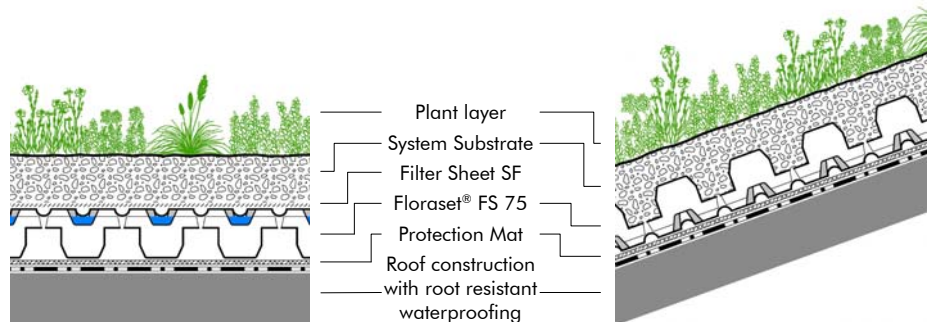 Plant layer
System Substrate
Filter Sheet SF
Floraset® FS 75
Protection Mat
Roof construction
with root resistant
waterproofing